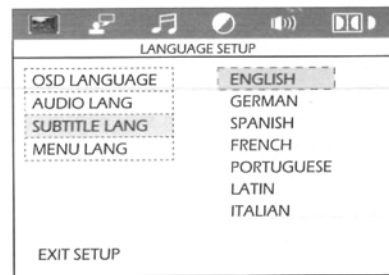 LANGUAGE SETUP
OSD LANGUAGE
AUDIO LANG
SUBTITLE LANG
MENU LANG
ENGLISH
GERMAN
SPANISH
FRENCH
PORTUGUESE
LATIN
ITALIAN
EXIT SETUP